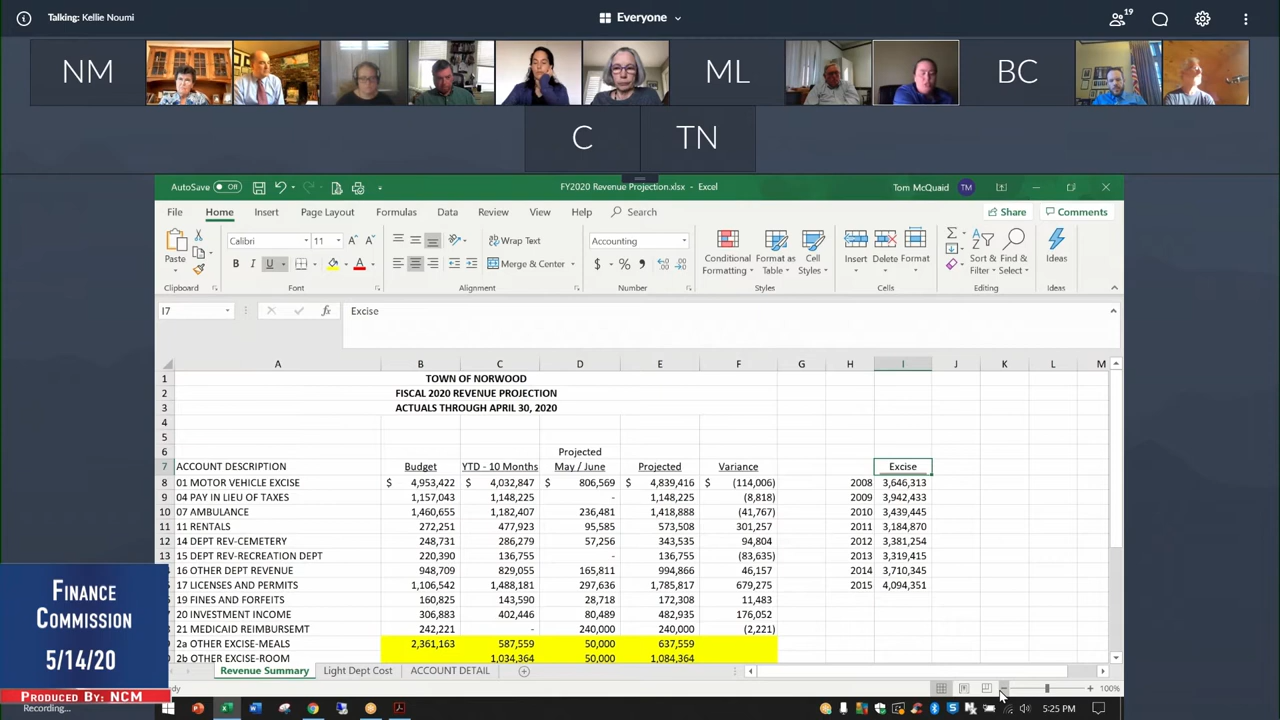 Talking: Kellie Noumi
Everyone
19
NM
ML
BC
C
TN
AutoSave Off
FY2020 Revenue Projection.xlsx - Excel
Tom McQuaid TM
File Home Insert Page Layout Formulas Data Review View Help Search
Share Comments
Paste
Calibri 11
B I U
Wrap Text
Merge & Center
Accounting
$ % ,
Conditional Formatting
Format as Table
Cell Styles
Insert Delete Format
Sort & Filter
Find & Select
Ideas
Clipboard Font Alignment Number Styles Cells Editing Ideas
I7 fx Excise
A B C D E F G H I J K L M
1 TOWN OF NORWOOD
2 FISCAL 2020 REVENUE PROJECTION
3 ACTUALS THROUGH APRIL 30, 2020
4
5
6 Projected
7 ACCOUNT DESCRIPTION Budget YTD - 10 Months May / June Projected Variance Excise
8 01 MOTOR VEHICLE EXCISE $ 4,953,422 $ 4,032,847 $ 806,569 $ 4,839,416 $ (114,006) 2008 3,646,313
9 04 PAY IN LIEU OF TAXES 1,157,043 1,148,225 - 1,148,225 (8,818) 2009 3,942,433
10 07 AMBULANCE 1,460,655 1,182,407 236,481 1,418,888 (41,767) 2010 3,439,445
11 11 RENTALS 272,251 477,923 95,585 573,508 301,257 2011 3,184,870
12 14 DEPT REV-CEMETERY 248,731 286,279 57,256 343,535 94,804 2012 3,381,254
13 15 DEPT REV-RECREATION DEPT 220,390 136,755 - 136,755 (83,635) 2013 3,319,415
16 OTHER DEPT REVENUE 948,709 829,055 165,811 994,866 46,157 2014 3,710,345
17 LICENSES AND PERMITS 1,106,542 1,488,181 297,636 1,785,817 679,275 2015 4,094,351
19 FINES AND FORFEITS 160,825 143,590 28,718 172,308 11,483
20 INVESTMENT INCOME 306,883 402,446 80,489 482,935 176,052
21 MEDICAID REIMBURSEMT 242,221 - 240,000 240,000 (2,221)
2a OTHER EXCISE-MEALS 2,361,163 587,559 50,000 637,559
2b OTHER EXCISE-ROOM 1,034,364 50,000 1,084,364
Revenue Summary Light Dept Cost ACCOUNT DETAIL
100%
FINANCE
COMMISSION
5/14/20
PRODUCED BY: NCM
Recording...
5:25 PM